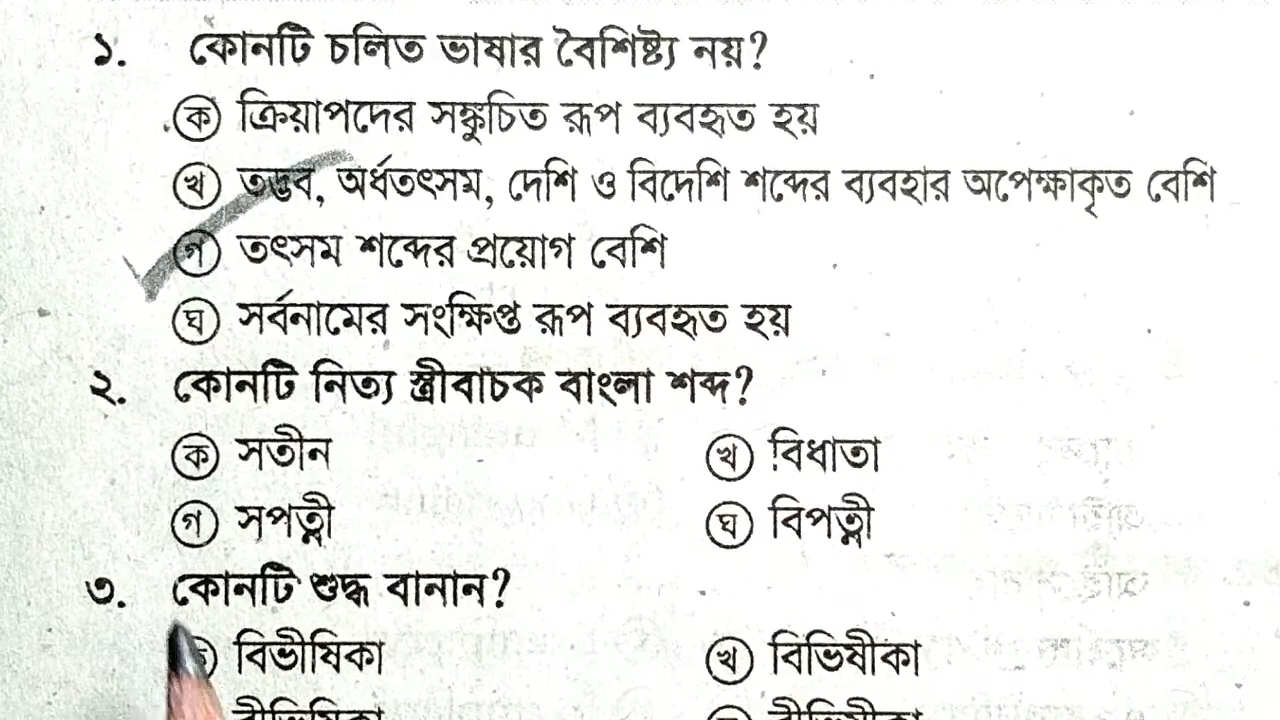 ১. কোনটি চলিত ভাষার বৈশিষ্ট্য নয়?
ক ক্রিয়াপদের সঙ্কুচিত রূপ ব্যবহৃত হয়
খ তদ্ভব, অর্ধতৎসম, দেশি ও বিদেশি শব্দের ব্যবহার অপেক্ষাকৃত বেশি
গ তৎসম শব্দের প্রয়োগ বেশি
ঘ সর্বনামের সংক্ষিপ্ত রূপ ব্যবহৃত হয়
২. কোনটি নিত্য স্ত্রীবাচক বাংলা শব্দ?
ক সতীন খ বিধাতা
গ সপত্নী ঘ বিপত্নী
৩. কোনটি শুদ্ধ বানান?
বিভীষিকা খ বিভিষীকা